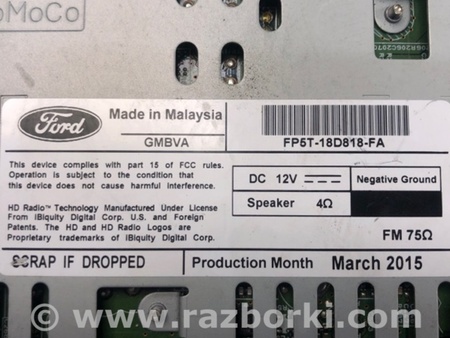 oMoCo
Ford
Made in Malaysia
GMBVA
FP5T-18D818-FA
This device complies with part 15 of FCC rules.
Operation is subject to the condition that
this device does not cause harmful interference.
HD Radio™ Technology Manufactured Under License
From iBiquity Digital Corp. U.S. and Foreign
Patents. The HD and HD Radio Logos are
Proprietary trademarks of iBiquity Digital Corp.
DC 12V
Negative Ground
Speaker 4Ω
FM 75Ω
SCRAP IF DROPPED
Production Month March 2015
© www.razborki.com